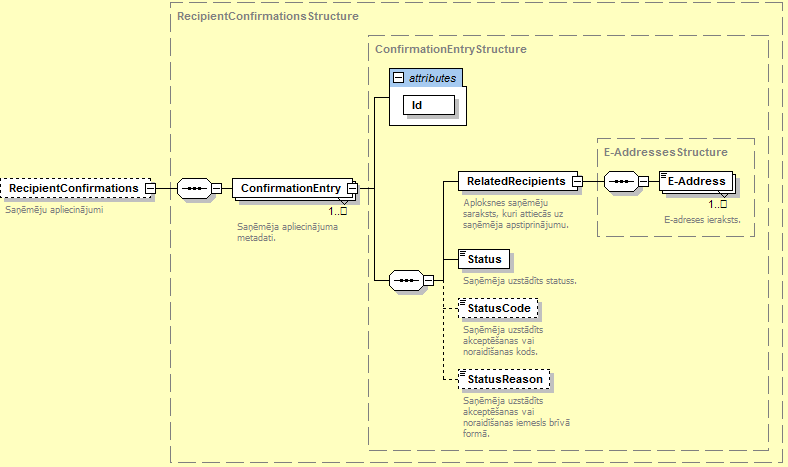 RecipientConfirmationsStructure
ConfirmationEntryStructure
attributes
Id
E-AddressesStructure
RecipientConfirmations
Saņēmēju apliecinājumi
ConfirmationEntry
1..
Saņēmēja apliecinājuma
metadati.
RelatedRecipients
Aploksnes saņēmēju
saraksts, kuri attiecās uz
saņēmēja apstiprinājumu.
E-Address
1..
E-adreses ieraksts.
Status
Saņēmēja uzstādīts statuss.
StatusCode
Saņēmēja uzstādīts
akceptēšanas vai
noraidīšanas kods.
StatusReason
Saņēmēja uzstādīts
akceptēšanas vai
noraidīšanas iemesls brīvā
formā.